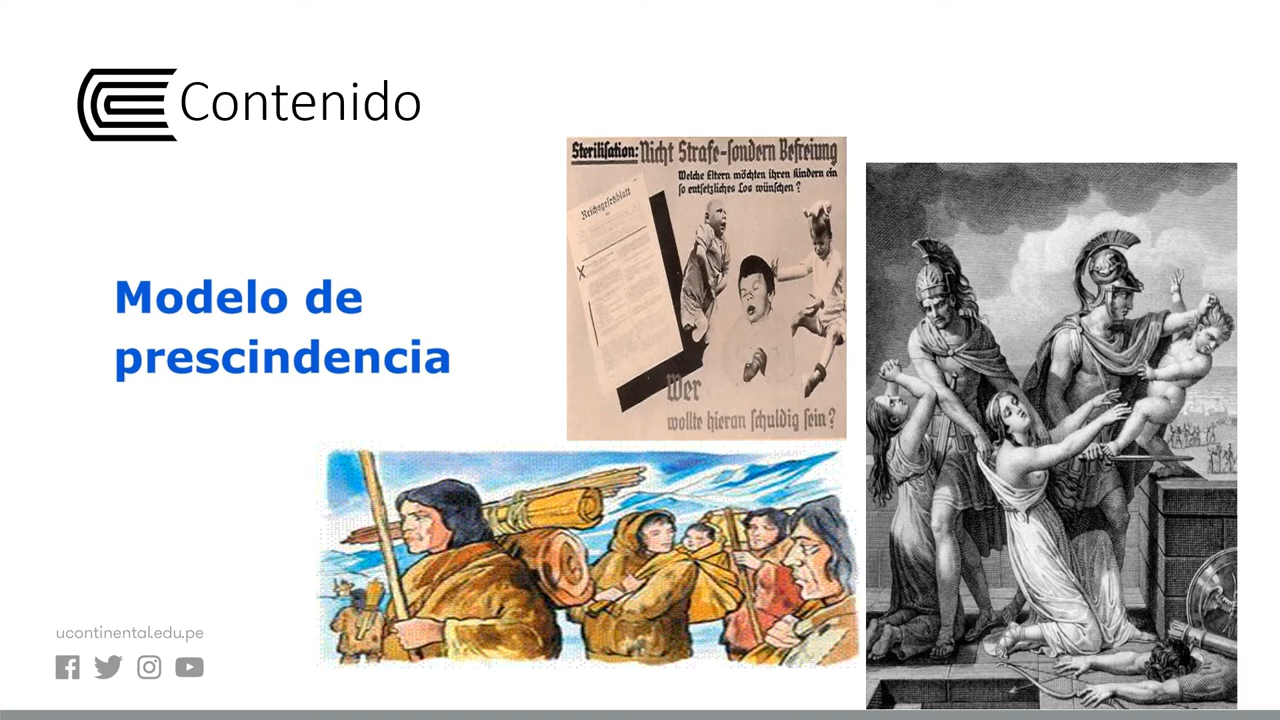 Contenido
Modelo de
prescindencia
Sterilisation: Nicht Strafe-sondern Befreiung
Welche Eltern möchten ihren Kindern ein
so entsetzliches Los wünschen?
Reichsgesetzblatt
Wer
wollte hieran schuldig sein?
ucontinental.edu.pe